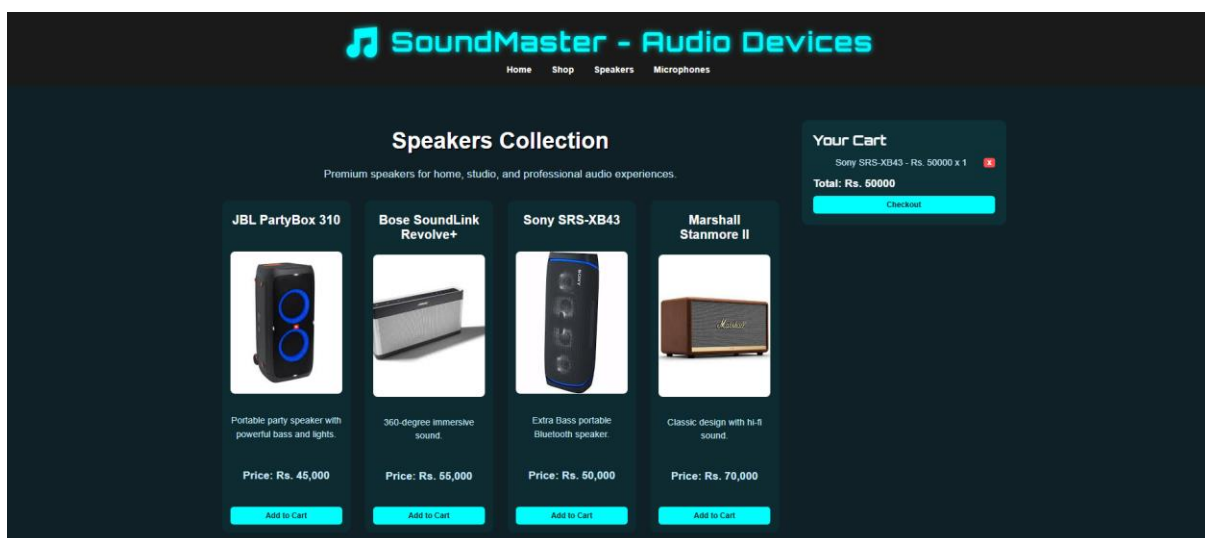 SoundMaster - Audio Devices
Home Shop Speakers Microphones
Speakers Collection
Premium speakers for home, studio, and professional audio experiences.
JBL PartyBox 310
Portable party speaker with
powerful bass and lights.
Price: Rs. 45,000
Add to Cart
Bose SoundLink
Revolve+
360-degree immersive
sound.
Price: Rs. 55,000
Add to Cart
Sony SRS-XB43
SONY
Extra Bass portable
Bluetooth speaker.
Price: Rs. 50,000
Add to Cart
Marshall
Stanmore II
Marshall
Classic design with hi-fi
sound.
Price: Rs. 70,000
Add to Cart
Your Cart
Sony SRS-XB43 - Rs. 50000 x 1 X
Total: Rs. 50000
Checkout